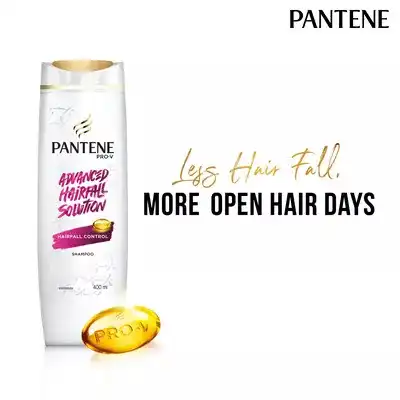 PANTENE
PANTENE
PRO-V
ADVANCED
HAIRFALL
SOLUTION
HAIRFALL CONTROL
SHAMPOO
400 ml
PRO-V
Less Hair Fall,
MORE OPEN HAIR DAYS